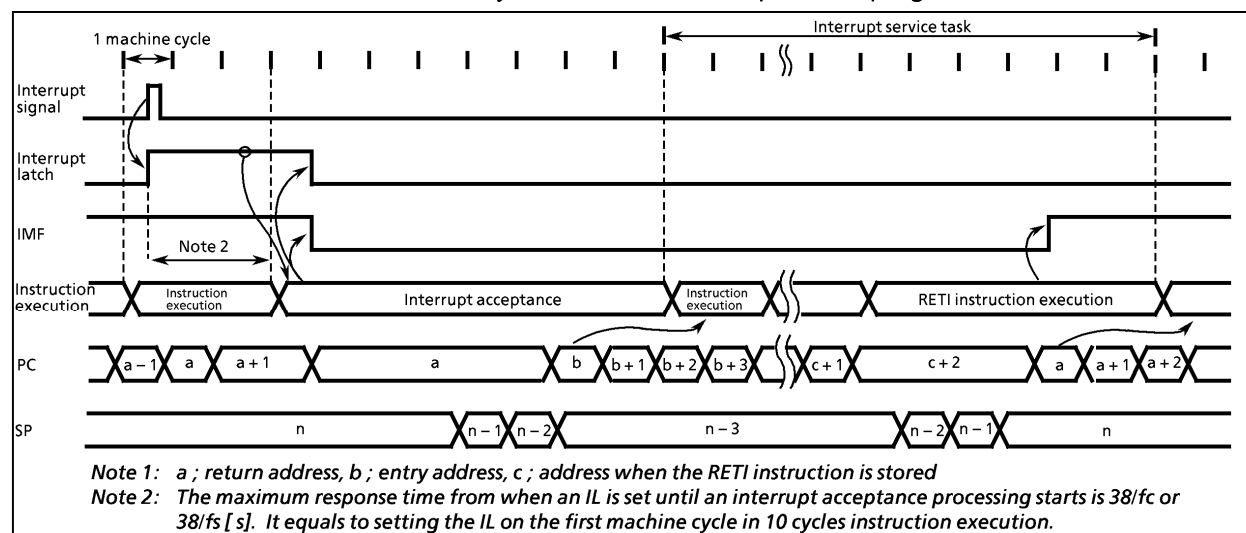 1 machine cycle
Interrupt service task
Interrupt
signal
Interrupt
latch
IMF
Note 2
Instruction
execution
Instruction
execution
Interrupt acceptance
Instruction
execution
RETI instruction execution
PC
a – 1
a
a + 1
a
b
b + 1
b + 2
b + 3
c + 1
c + 2
a
a + 1
a + 2
SP
n
n – 1
n – 2
n – 3
n – 2
n – 1
n
Note 1: a ; return address, b ; entry address, c ; address when the RETI instruction is stored
Note 2: The maximum response time from when an IL is set until an interrupt acceptance processing starts is 38/fc or
38/fs [ s]. It equals to setting the IL on the first machine cycle in 10 cycles instruction execution.